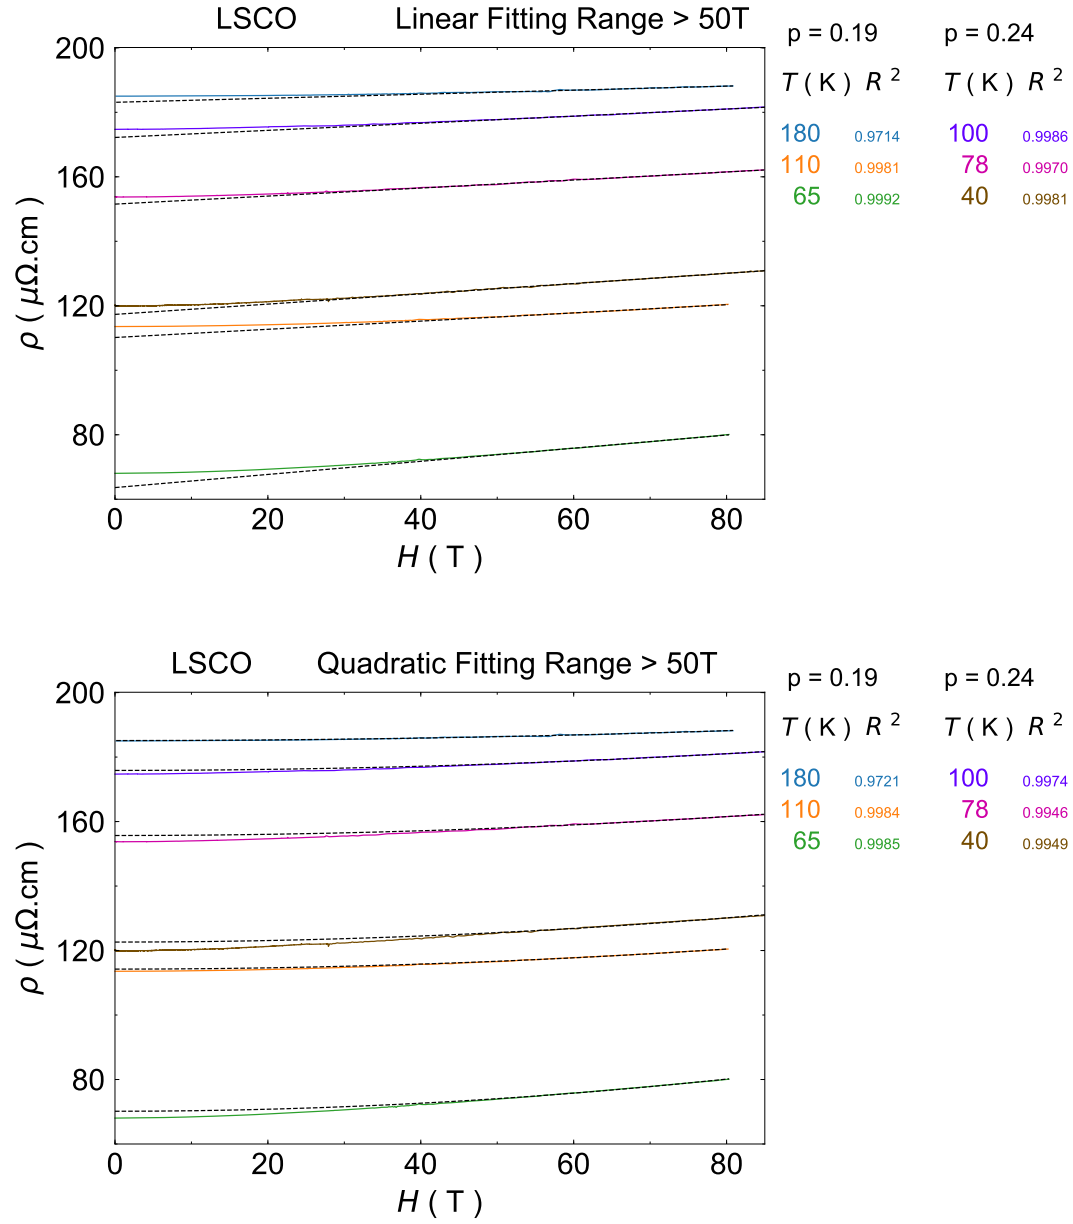 LSCO Linear Fitting Range > 50T
p = 0.19 p = 0.24
T ( K ) R 2 T ( K ) R 2
180 0.9714 100 0.9986
110 0.9981 78 0.9970
65 0.9992 40 0.9981
200
160
120
80
ρ ( μΩ.cm )
0 20 40 60 80
H ( T )
LSCO Quadratic Fitting Range > 50T
p = 0.19 p = 0.24
T ( K ) R 2 T ( K ) R 2
180 0.9721 100 0.9974
110 0.9984 78 0.9946
65 0.9985 40 0.9949
200
160
120
80
ρ ( μΩ.cm )
0 20 40 60 80
H ( T )